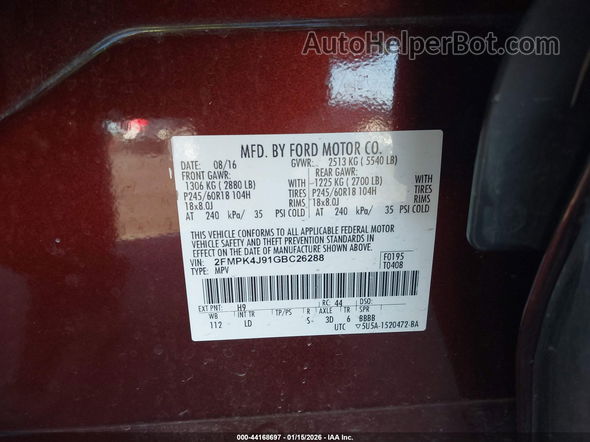 AutoHelperBot.com
MFD. BY FORD MOTOR CO.
DATE: 08/16 GVWR: 2513 KG ( 5540 LB)
FRONT GAWR: REAR GAWR:
1306 KG ( 2880 LB) WITH 1225 KG ( 2700 LB) WITH
P245/60R18 104H TIRES P245/60R18 104H TIRES
18x8.0J RIMS 18x8.0J RIMS
AT 240 kPa/ 35 PSI COLD AT 240 kPa/ 35 PSI COLD
THIS VEHICLE CONFORMS TO ALL APPLICABLE FEDERAL MOTOR
VEHICLE SAFETY AND THEFT PREVENTION STANDARDS IN
EFFECT ON THE DATE OF MANUFACTURE SHOWN ABOVE.
VIN: 2FMPK4J91GBC26288 F0195
TYPE: MPV T0408
EXT PNT: H9 RC: 44 DSO:
WB INT TR TP/PS R AXLE TR SPR
112 LD S- 3D 6 BBBB
UTC ▽5U5A-1520472-BA
000-44168697 - 01/15/2026 - IAA Inc.